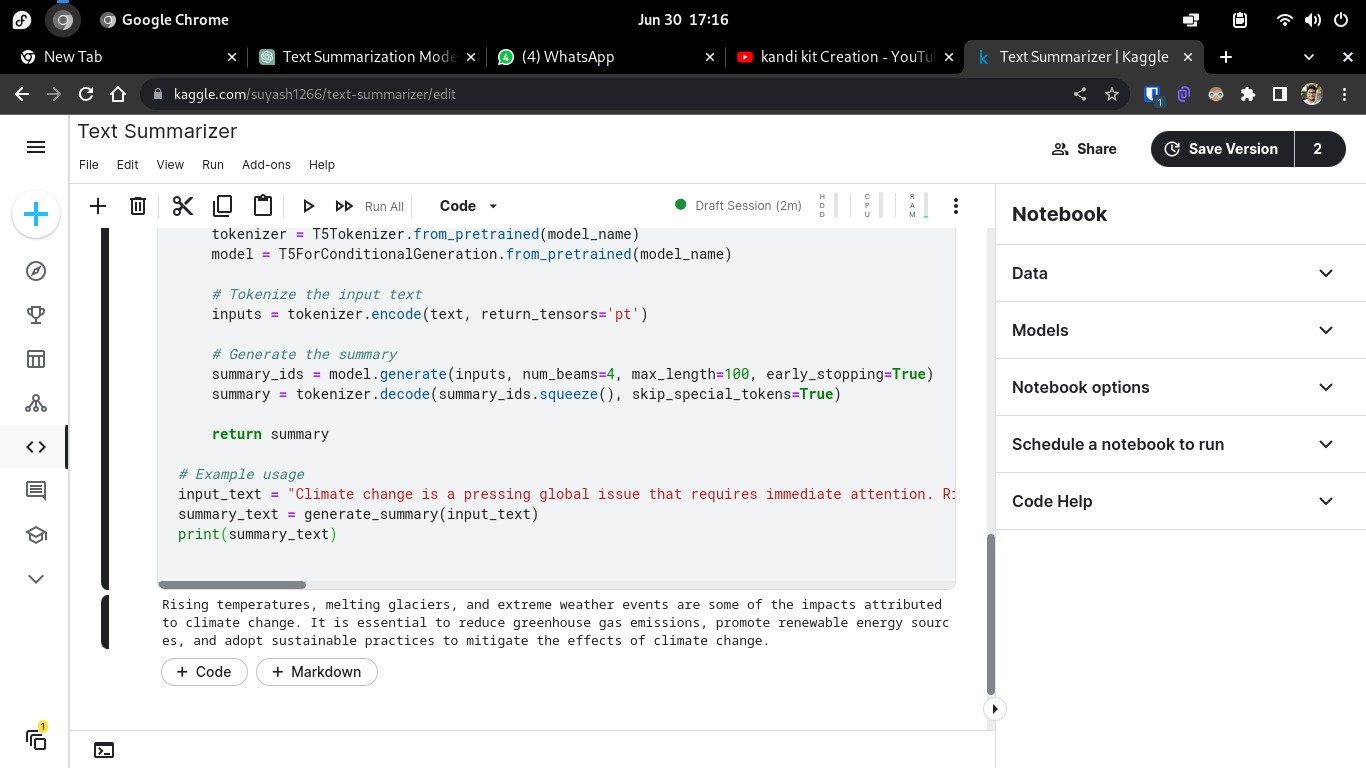 Google Chrome
Jun 30 17:16
New Tab
Text Summarization Mode
(4) WhatsApp
kandi kit Creation - YouTu
Text Summarizer | Kaggle
kaggle.com/suyash1266/text-summarizer/edit
1
Text Summarizer
File Edit View Run Add-ons Help
Share
Save Version 2
Run All
Code
Draft Session (2m)
HDD
CPU
RAM
tokenizer = T5Tokenizer.from_pretrained(model_name)
model = T5ForConditionalGeneration.from_pretrained(model_name)
# Tokenize the input text
inputs = tokenizer.encode(text, return_tensors='pt')
# Generate the summary
summary_ids = model.generate(inputs, num_beams=4, max_length=100, early_stopping=True)
summary = tokenizer.decode(summary_ids.squeeze(), skip_special_tokens=True)
return summary
# Example usage
input_text = "Climate change is a pressing global issue that requires immediate attention. Ri
summary_text = generate_summary(input_text)
print(summary_text)
Rising temperatures, melting glaciers, and extreme weather events are some of the impacts attributed
to climate change. It is essential to reduce greenhouse gas emissions, promote renewable energy sourc
es, and adopt sustainable practices to mitigate the effects of climate change.
+ Code
+ Markdown
Notebook
Data
Models
Notebook options
Schedule a notebook to run
Code Help
1